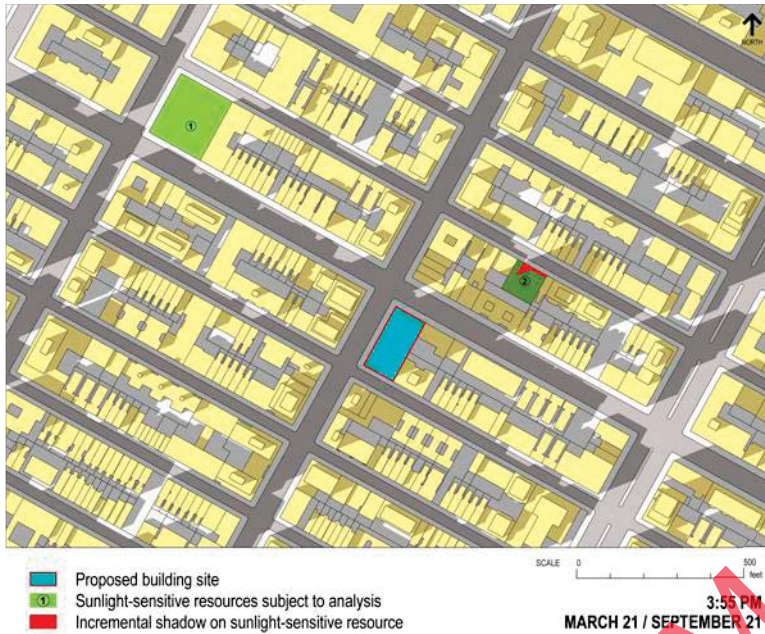 NORTH
1
2
Proposed building site
1 Sunlight-sensitive resources subject to analysis
Incremental shadow on sunlight-sensitive resource
SCALE 0 500
feet
3:55 PM
MARCH 21 / SEPTEMBER 21